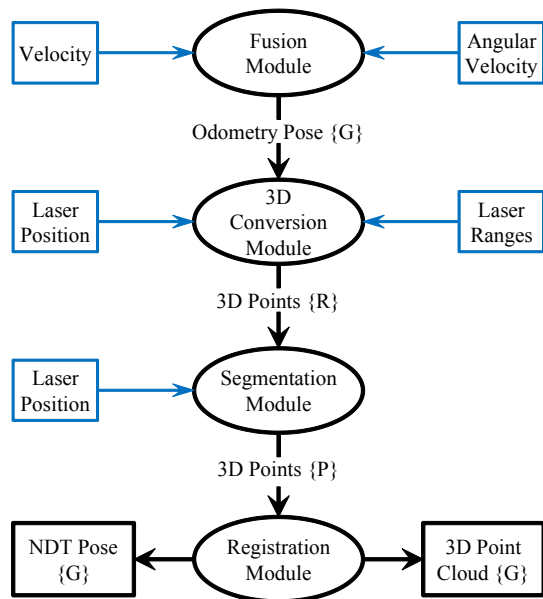 Velocity
Fusion
Module
Angular
Velocity
Odometry Pose {G}
Laser
Position
3D
Conversion
Module
Laser
Ranges
3D Points {R}
Laser
Position
Segmentation
Module
3D Points {P}
NDT Pose
{G}
Registration
Module
3D Point
Cloud {G}